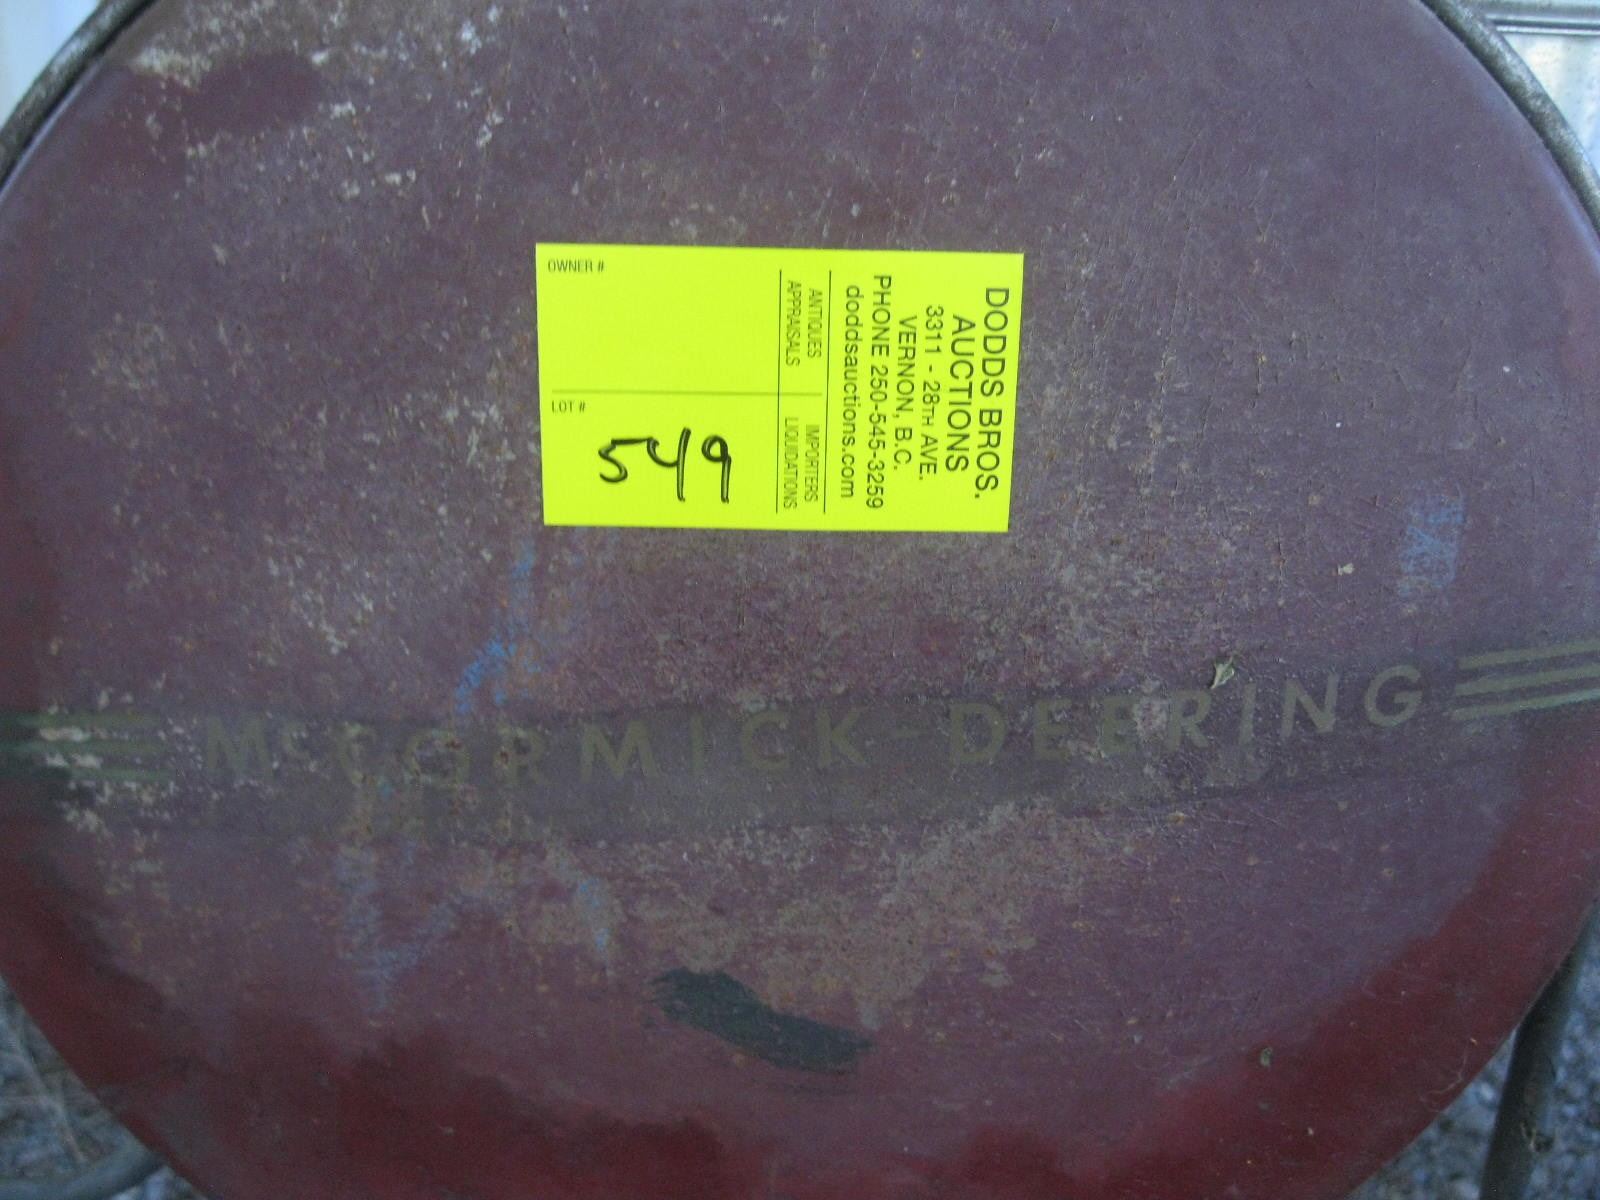 DODDS BROS.
AUCTIONS
3311 - 28TH AVE.
VERNON, B.C.
PHONE 250-545-3259
doddsauctions.com
ANTIQUES IMPORTERS
APPRAISALS LIQUIDATIONS
OWNER #
LOT #
549
McCORMICK-DEERING